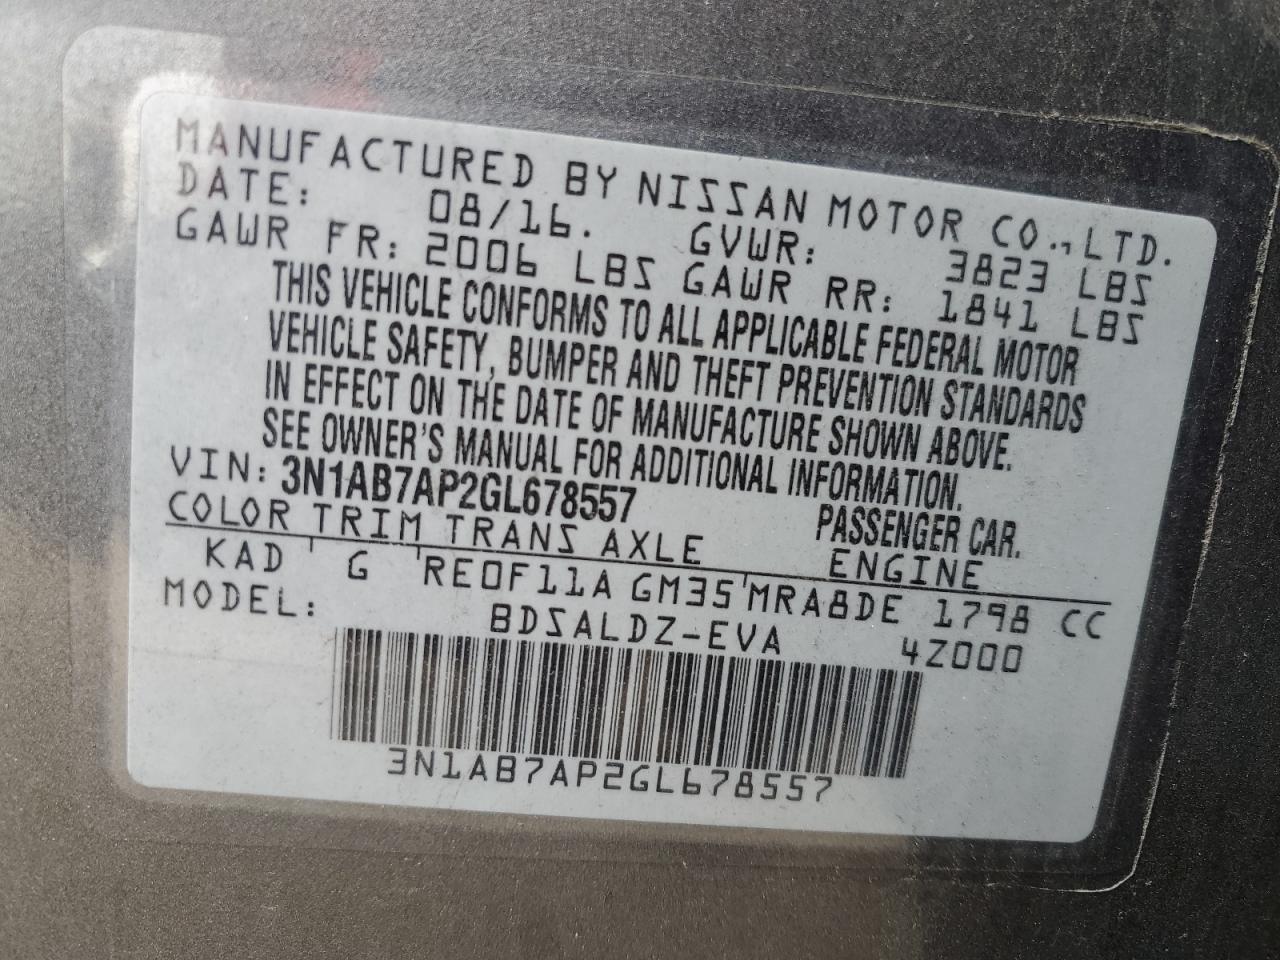 MANUFACTURED BY NISSAN MOTOR CO., LTD.
DATE: 08/16. GVWR: 3823 LBS
GAWR FR: 2006 LBS GAWR RR: 1841 LBS
THIS VEHICLE CONFORMS TO ALL APPLICABLE FEDERAL MOTOR
VEHICLE SAFETY, BUMPER AND THEFT PREVENTION STANDARDS
IN EFFECT ON THE DATE OF MANUFACTURE SHOWN ABOVE.
SEE OWNER'S MANUAL FOR ADDITIONAL INFORMATION.
VIN: 3N1AB7AP2GL678557 PASSENGER CAR.
COLOR TRIM TRANS AXLE ENGINE
KAD G RE0F11A GM35 MRA8DE 1798 CC
MODEL: BDSALDZ-EVA 4Z000
3N1AB7AP2GL678557